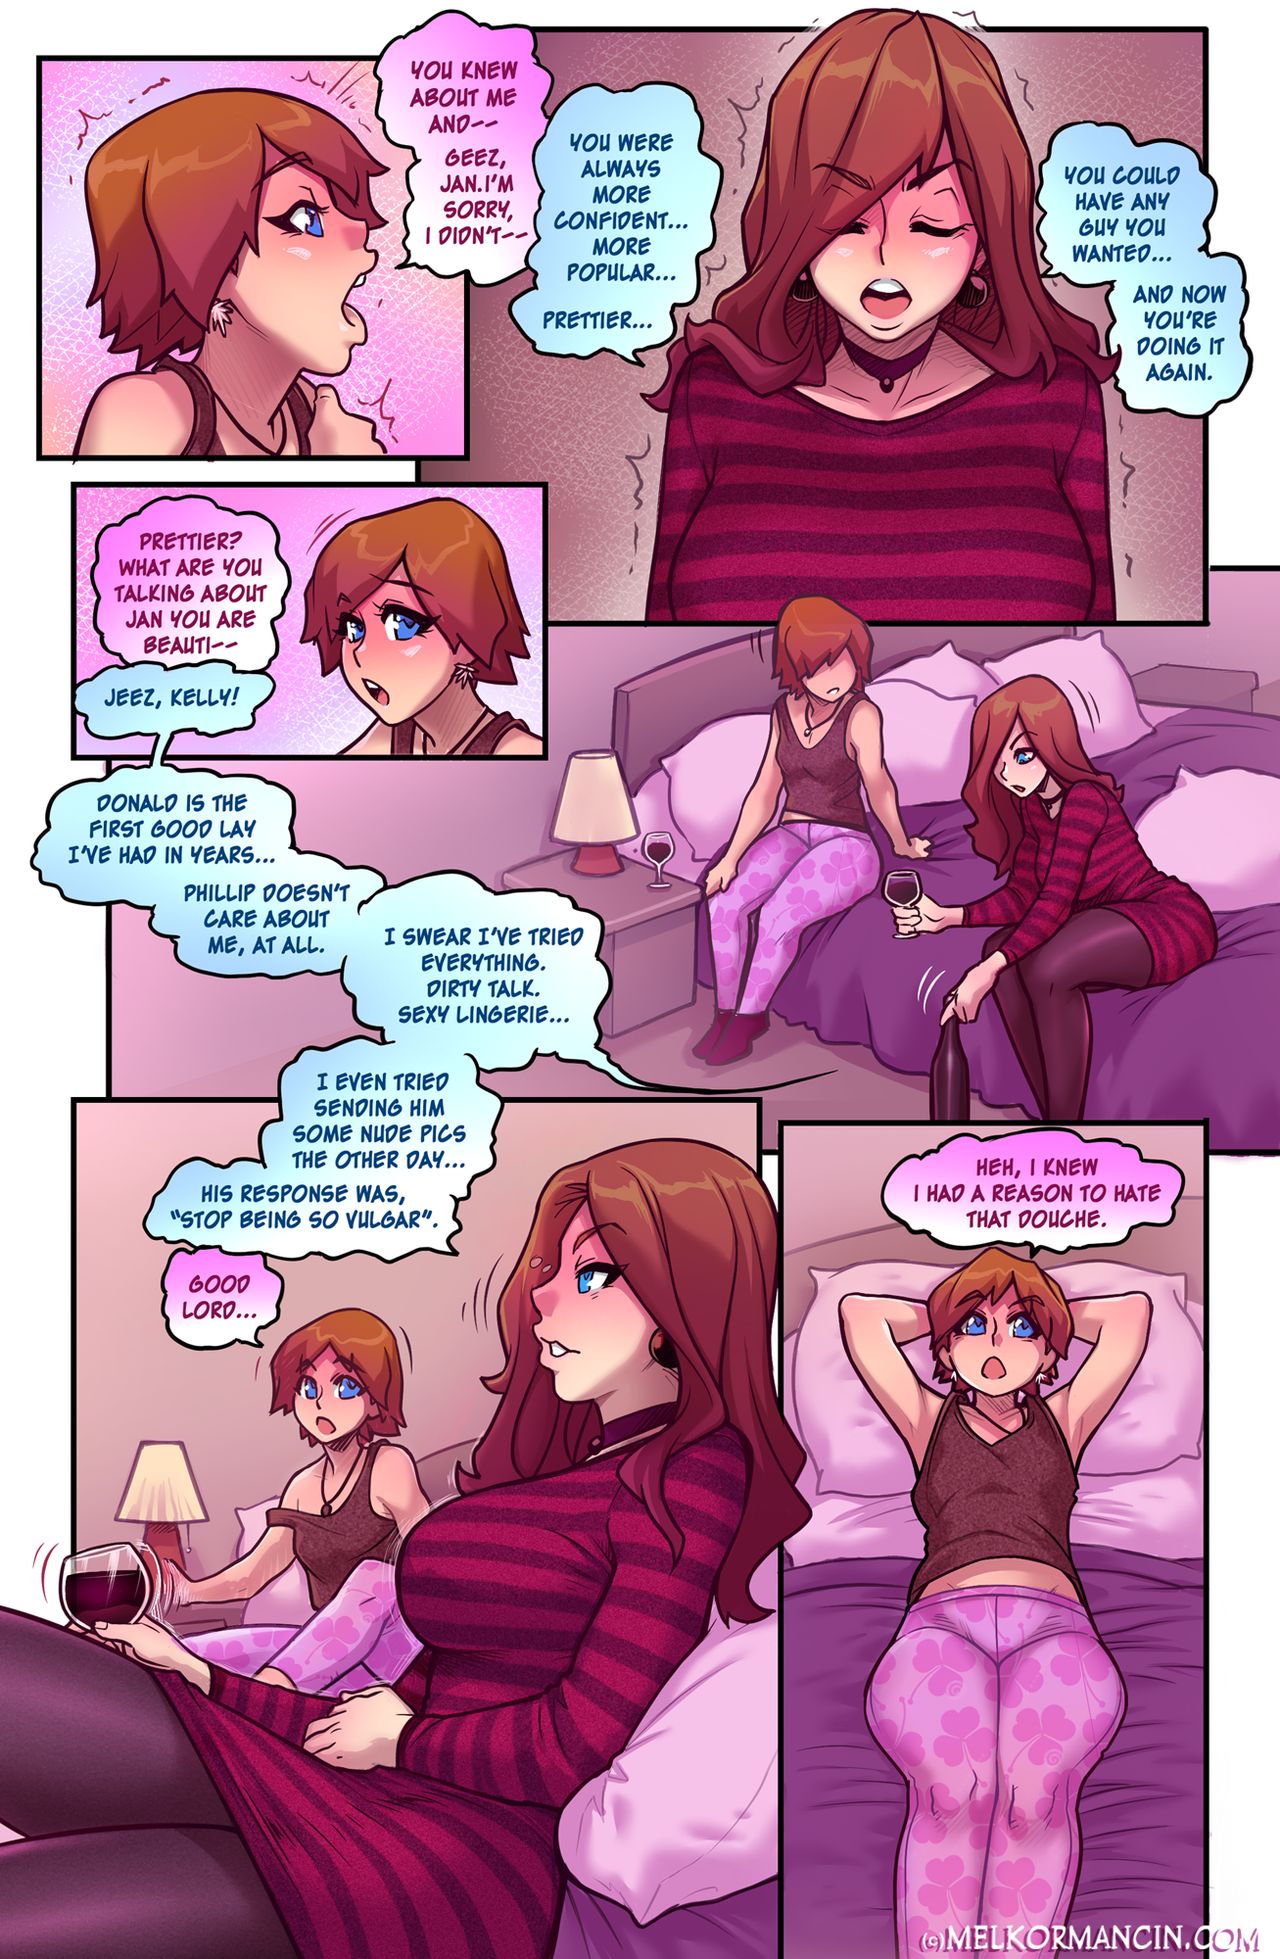 YOU KNEW
ABOUT ME
AND--
GEEZ,
JAN.I'M
SORRY,
I DIDN'T--
YOU WERE
ALWAYS
MORE
CONFIDENT...
MORE
POPULAR...
PRETTIER...
YOU COULD
HAVE ANY
GUY YOU
WANTED...
AND NOW
YOU'RE
DOING IT
AGAIN.
PRETTIER?
WHAT ARE YOU
TALKING ABOUT
JAN YOU ARE
BEAUTI--
JEEZ, KELLY!
DONALD IS THE
FIRST GOOD LAY
I'VE HAD IN YEARS...
PHILLIP DOESN'T
CARE ABOUT
ME, AT ALL.
I SWEAR I'VE TRIED
EVERYTHING.
DIRTY TALK.
SEXY LINGERIE...
I EVEN TRIED
SENDING HIM
SOME NUDE PICS
THE OTHER DAY...
HIS RESPONSE WAS,
"STOP BEING SO VULGAR".
GOOD
LORD...
HEH, I KNEW
I HAD A REASON TO HATE
THAT DOUCHE.
(C)MELKORMANCIN.COM